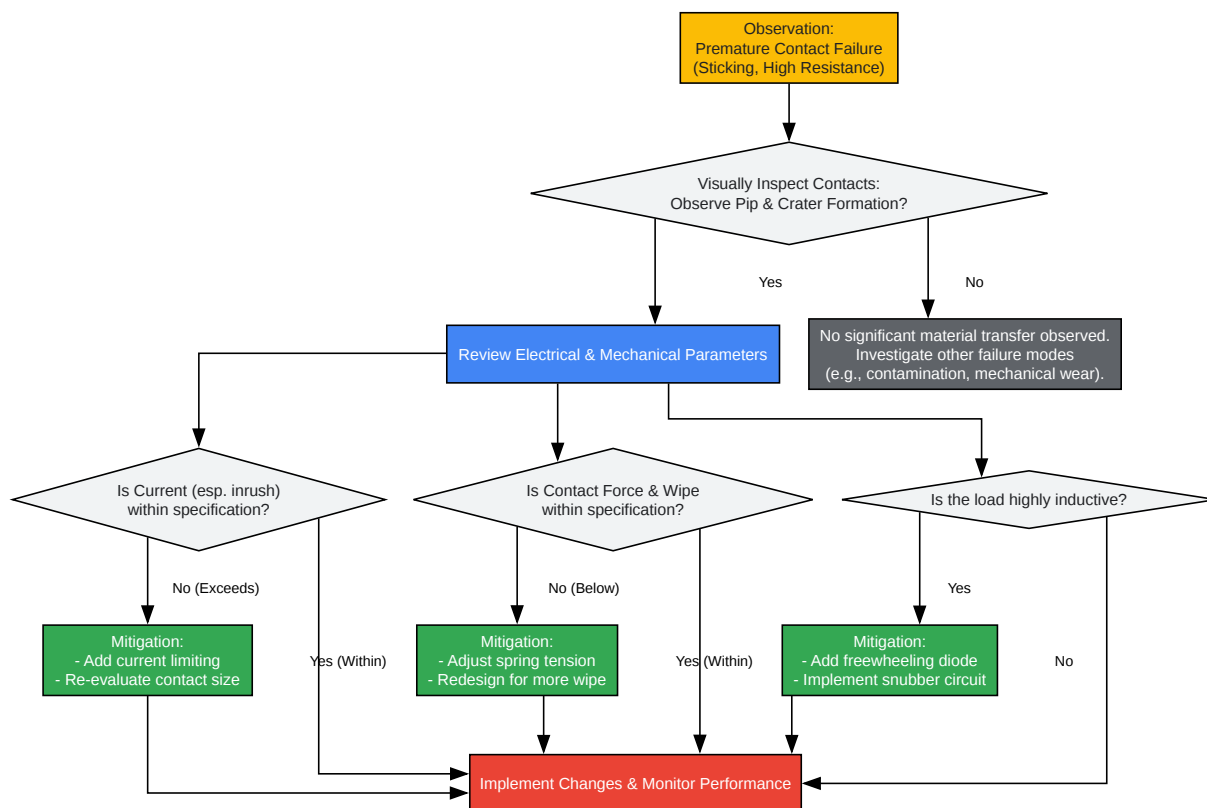 Observation:
Premature Contact Failure
(Sticking, High Resistance)
Visually Inspect Contacts:
Observe Pip & Crater Formation?
Yes
No
Review Electrical & Mechanical Parameters
No significant material transfer observed.
Investigate other failure modes
(e.g., contamination, mechanical wear).
Is Current (esp. inrush)
within specification?
Is Contact Force & Wipe
within specification?
Is the load highly inductive?
No (Exceeds)
No (Below)
Yes
Mitigation:
- Add current limiting
- Re-evaluate contact size
Yes (Within)
Mitigation:
- Adjust spring tension
- Redesign for more wipe
Yes (Within)
Mitigation:
- Add freewheeling diode
- Implement snubber circuit
No
Implement Changes & Monitor Performance